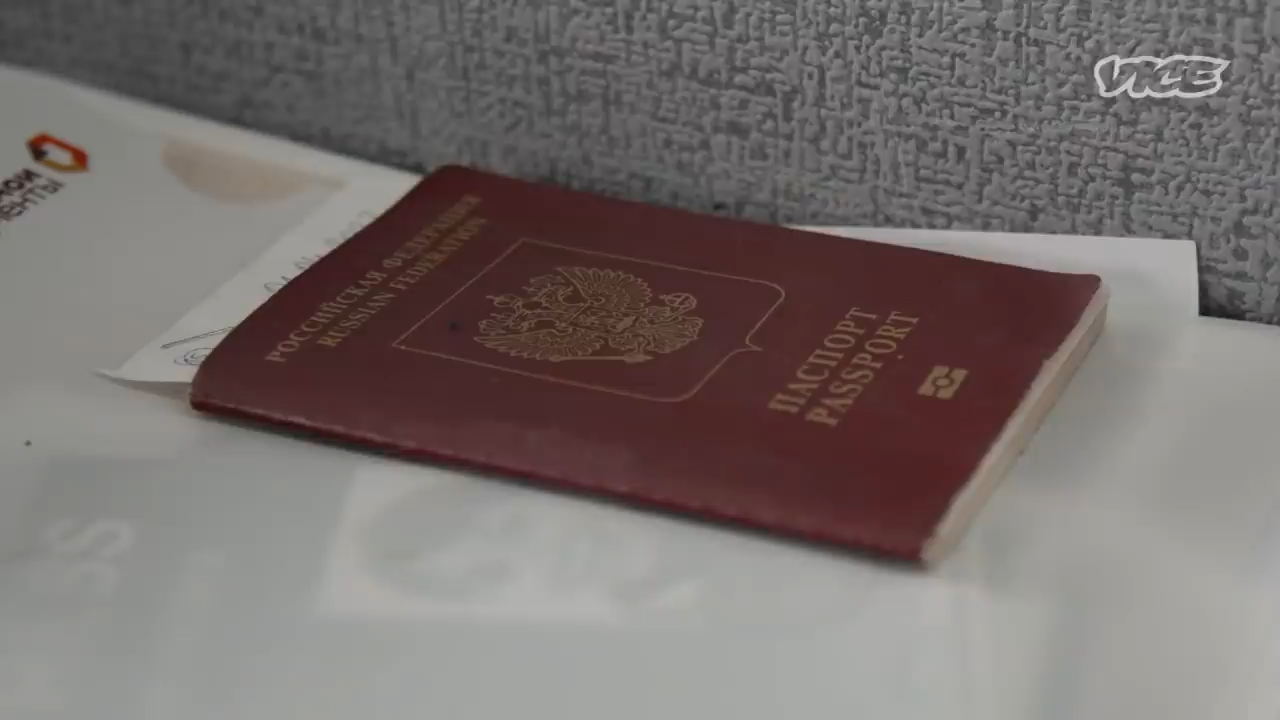 VICE
РОССИЙСКАЯ ФЕДЕРАЦИЯ
RUSSIAN FEDERATION
ПАСПОРТ
PASSPORT